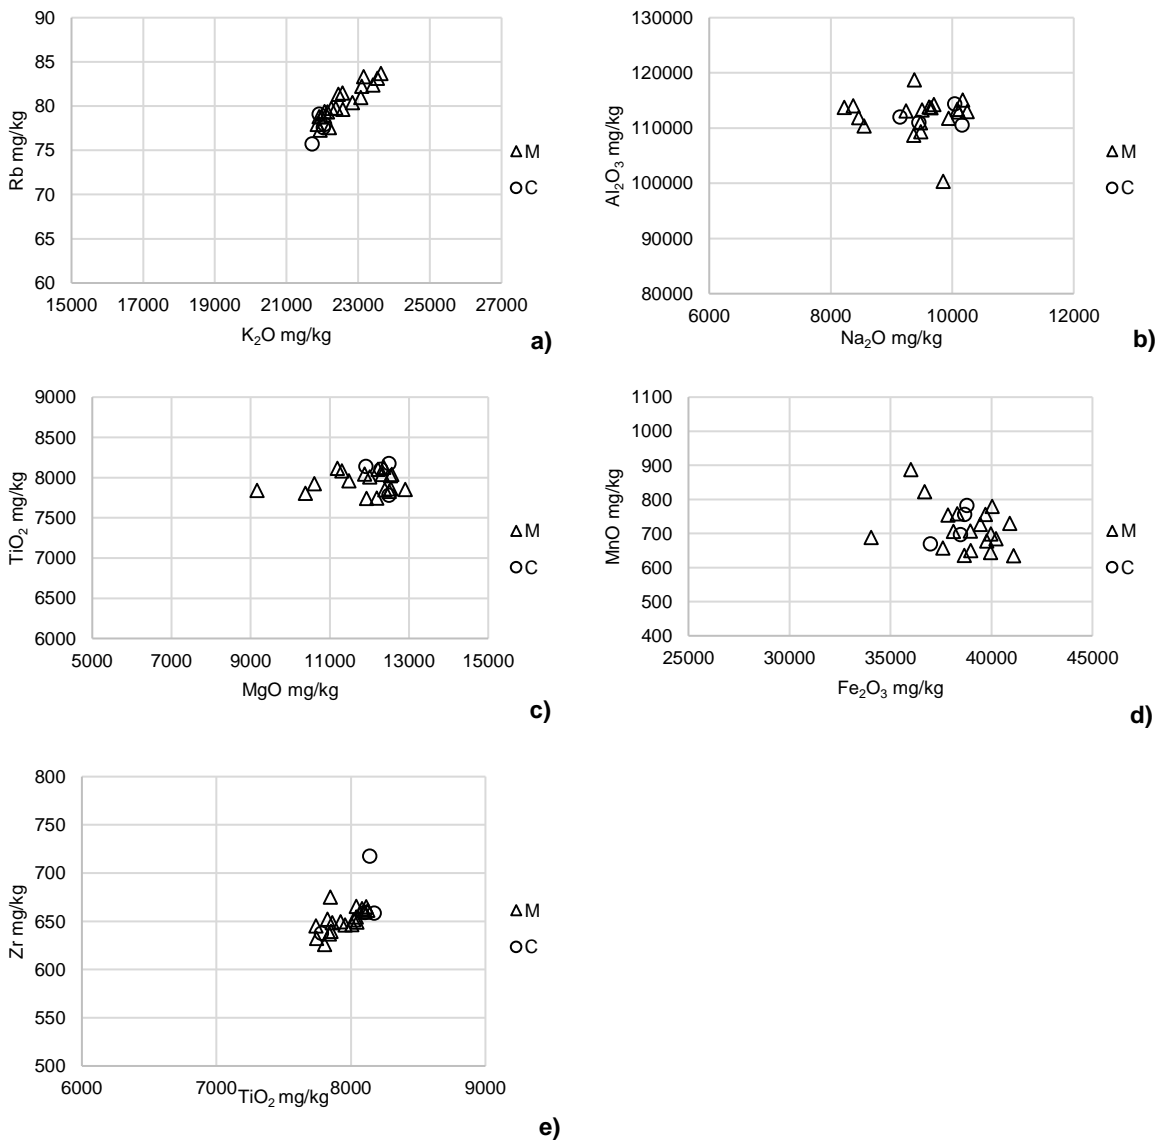 90
85
80
75
70
65
60
Rb mg/kg
15000 17000 19000 21000 23000 25000 27000
K₂O mg/kg
M
C
a)
130000
120000
110000
100000
90000
80000
Al₂O₃ mg/kg
6000 8000 10000 12000
Na₂O mg/kg
M
C
b)
9000
8500
8000
7500
7000
6500
6000
TiO₂ mg/kg
5000 7000 9000 11000 13000 15000
MgO mg/kg
M
C
c)
1100
1000
900
800
700
600
500
400
MnO mg/kg
25000 30000 35000 40000 45000
Fe₂O₃ mg/kg
M
C
d)
800
750
700
650
600
550
500
Zr mg/kg
6000 7000 8000 9000
TiO₂ mg/kg
M
C
e)